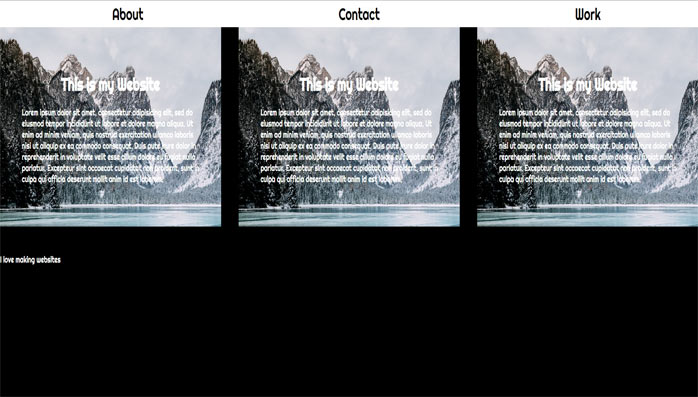 About
Contact
Work
This is my Website
Lorem ipsum dolor sit amet, consectetur adipisicing elit, sed do
eiusmod tempor incididunt ut labore et dolore magna aliqua. Ut
enim ad minim veniam, quis nostrud exercitation ullamco laboris
nisi ut aliquip ex ea commodo consequat. Duis aute irure dolor in
reprehenderit in voluptate velit esse cillum dolore eu fugiat nulla
pariatur. Excepteur sint occaecat cupidatat non proident, sunt in
culpa qui officia deserunt mollit anim id est laborum.
This is my Website
Lorem ipsum dolor sit amet, consectetur adipisicing elit, sed do
eiusmod tempor incididunt ut labore et dolore magna aliqua. Ut
enim ad minim veniam, quis nostrud exercitation ullamco laboris
nisi ut aliquip ex ea commodo consequat. Duis aute irure dolor in
reprehenderit in voluptate velit esse cillum dolore eu fugiat nulla
pariatur. Excepteur sint occaecat cupidatat non proident, sunt in
culpa qui officia deserunt mollit anim id est laborum.
This is my Website
Lorem ipsum dolor sit amet, consectetur adipisicing elit, sed do
eiusmod tempor incididunt ut labore et dolore magna aliqua. Ut
enim ad minim veniam, quis nostrud exercitation ullamco laboris
nisi ut aliquip ex ea commodo consequat. Duis aute irure dolor in
reprehenderit in voluptate velit esse cillum dolore eu fugiat nulla
pariatur. Excepteur sint occaecat cupidatat non proident, sunt in
culpa qui officia deserunt mollit anim id est laborum.
I love making websites